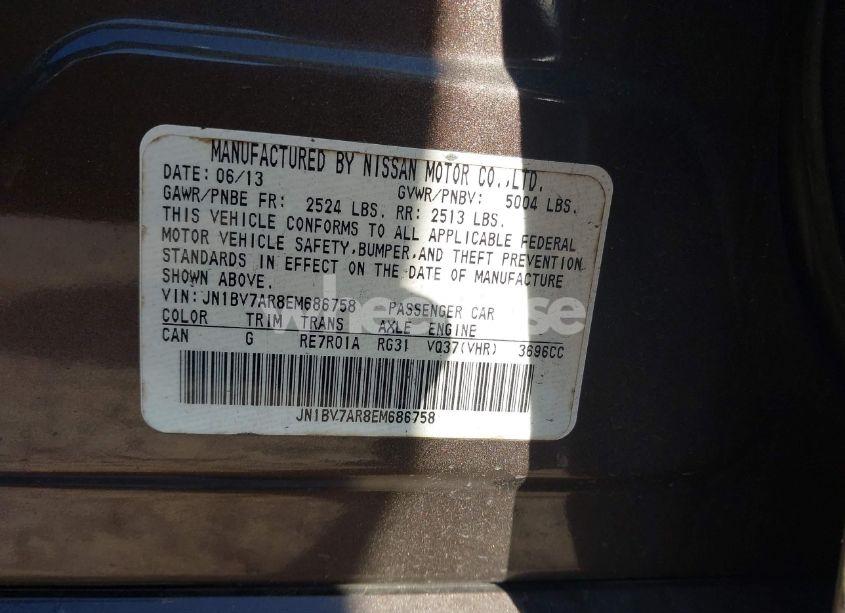 MANUFACTURED BY NISSAN MOTOR CO.,LTD.
DATE: 06/13 GVWR/PNBV: 5004 LBS.
GAWR/PNBE FR: 2524 LBS. RR: 2513 LBS.
THIS VEHICLE CONFORMS TO ALL APPLICABLE FEDERAL
MOTOR VEHICLE SAFETY,BUMPER,AND THEFT PREVENTION
STANDARDS IN EFFECT ON THE DATE OF MANUFACTURE
SHOWN ABOVE.
VIN:JN1BV7AR8EM686758 PASSENGER CAR
COLOR TRIM TRANS AXLE ENGINE
CAN G RE7R01A RG31 VQ37(VHR) 3696CC
JN1BV7AR8EM686758